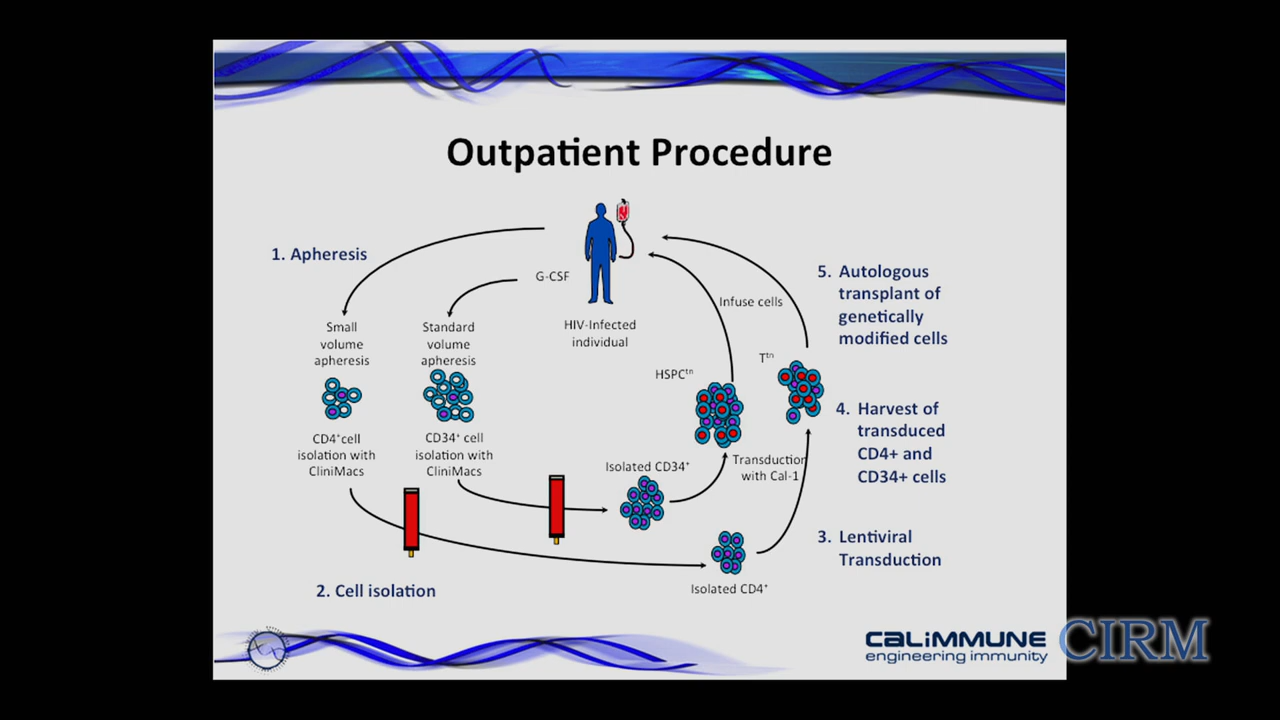 Outpatient Procedure
1. Apheresis
G-CSF
HIV-Infected
individual
Infuse cells
5. Autologous
transplant of
genetically
modified cells
Small
volume
apheresis
Standard
volume
apheresis
HSPCᵗⁿ
Tᵗⁿ
4. Harvest of
transduced
CD4+ and
CD34+ cells
CD4⁺cell
isolation with
CliniMacs
CD34⁺ cell
isolation with
CliniMacs
Isolated CD34⁺
Transduction
with Cal-1
3. Lentiviral
Transduction
Isolated CD4⁺
2. Cell isolation
CALIMMUNE
engineering immunity
CIRM